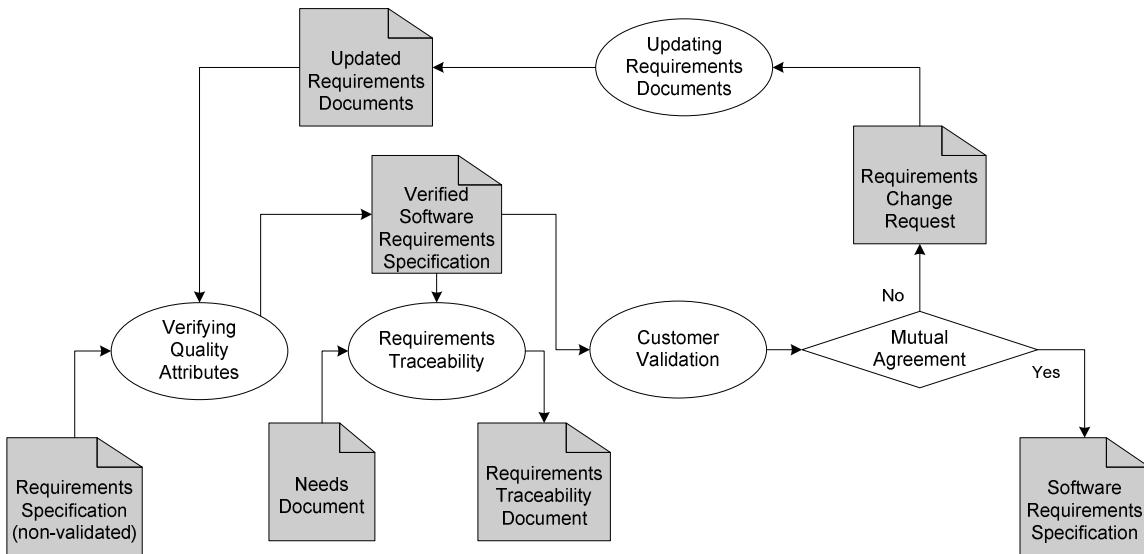 Updated
Requirements
Documents
Updating
Requirements
Documents
Requirements
Change
Request
Verified
Software
Requirements
Specification
No
Verifying
Quality
Attributes
Requirements
Traceability
Customer
Validation
Mutual
Agreement
Yes
Requirements
Specification
(non-validated)
Needs
Document
Requirements
Traceability
Document
Software
Requirements
Specification